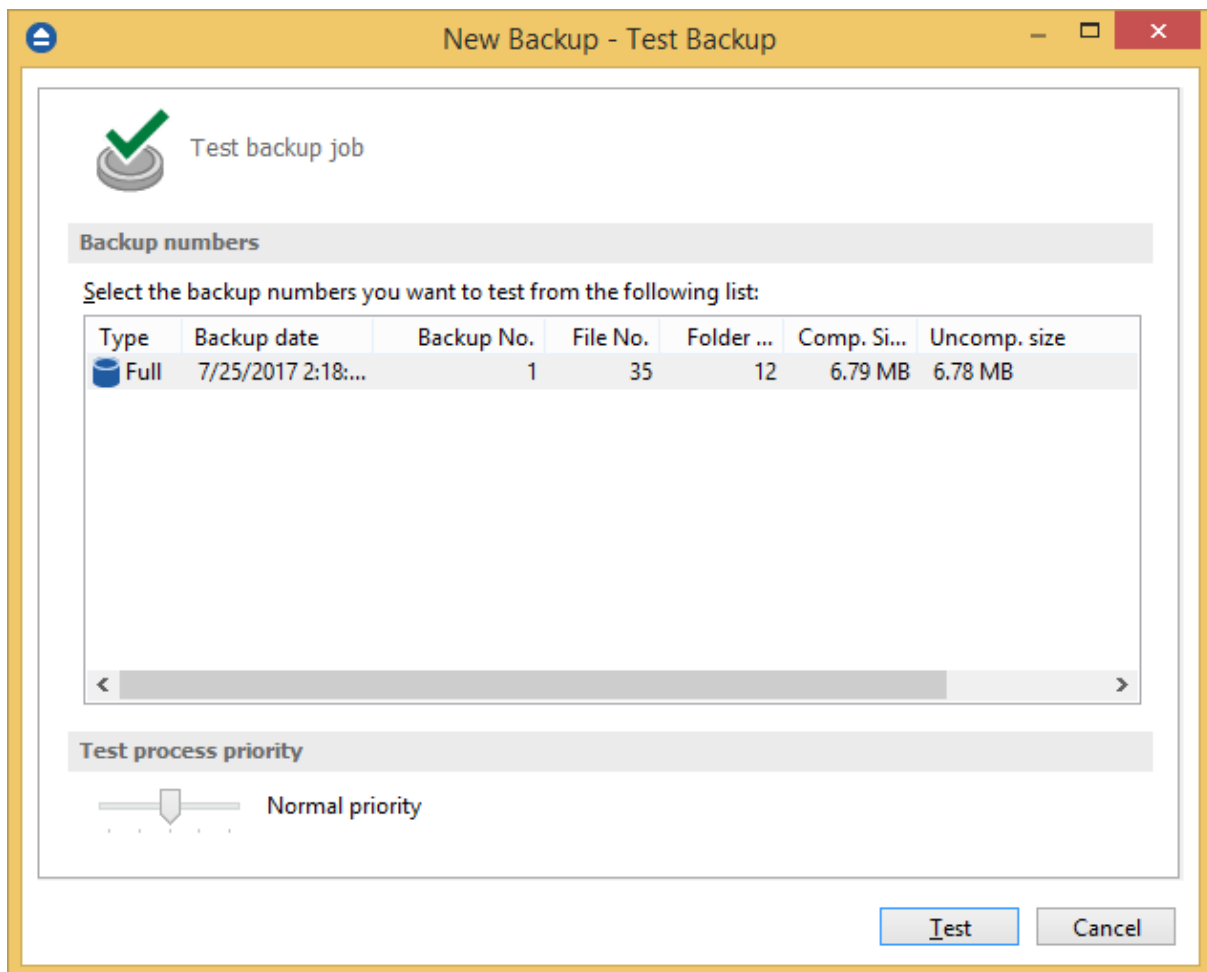 New Backup - Test Backup
Test backup job
Backup numbers
Select the backup numbers you want to test from the following list:
Type Backup date Backup No. File No. Folder ... Comp. Si... Uncomp. size
Full 7/25/2017 2:18:... 1 35 12 6.79 MB 6.78 MB
Test process priority
Normal priority
Test Cancel